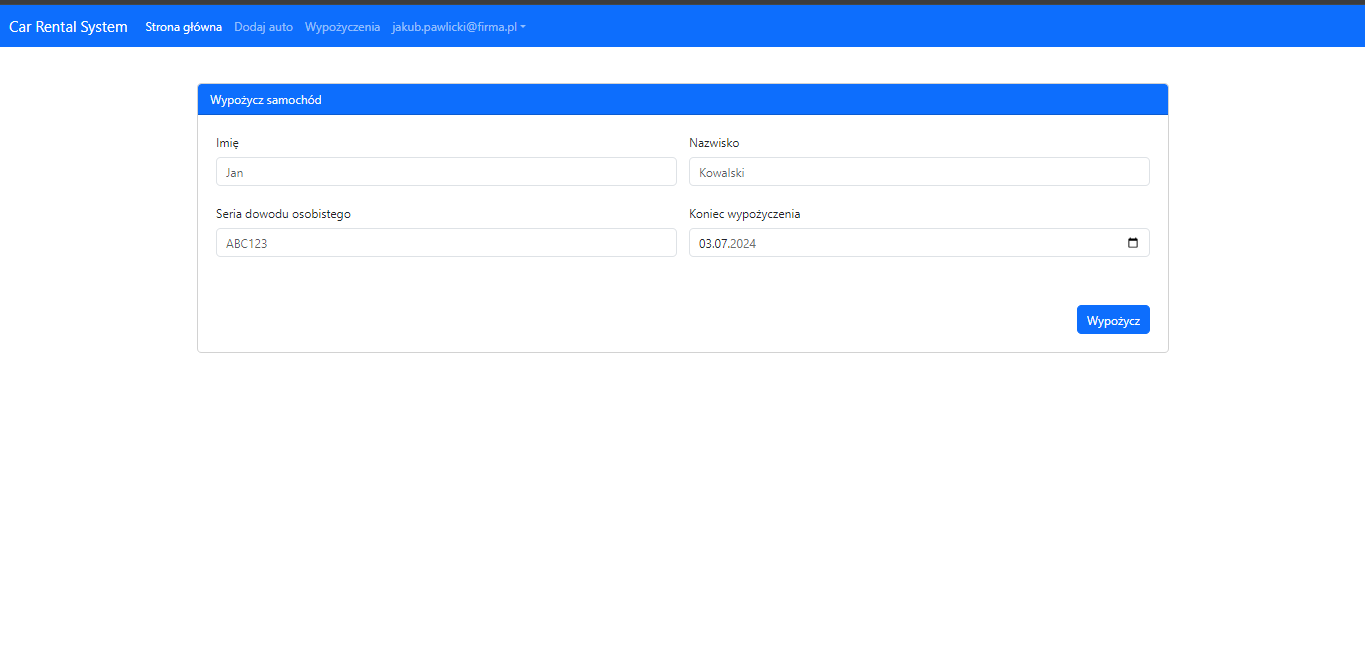 Car Rental System Strona główna Dodaj auto Wypożyczenia jakub.pawlicki@firma.pl
Wypożycz samochód
Imię Nazwisko
Jan Kowalski
Seria dowodu osobistego Koniec wypożyczenia
ABC123 03.07.2024
Wypożycz